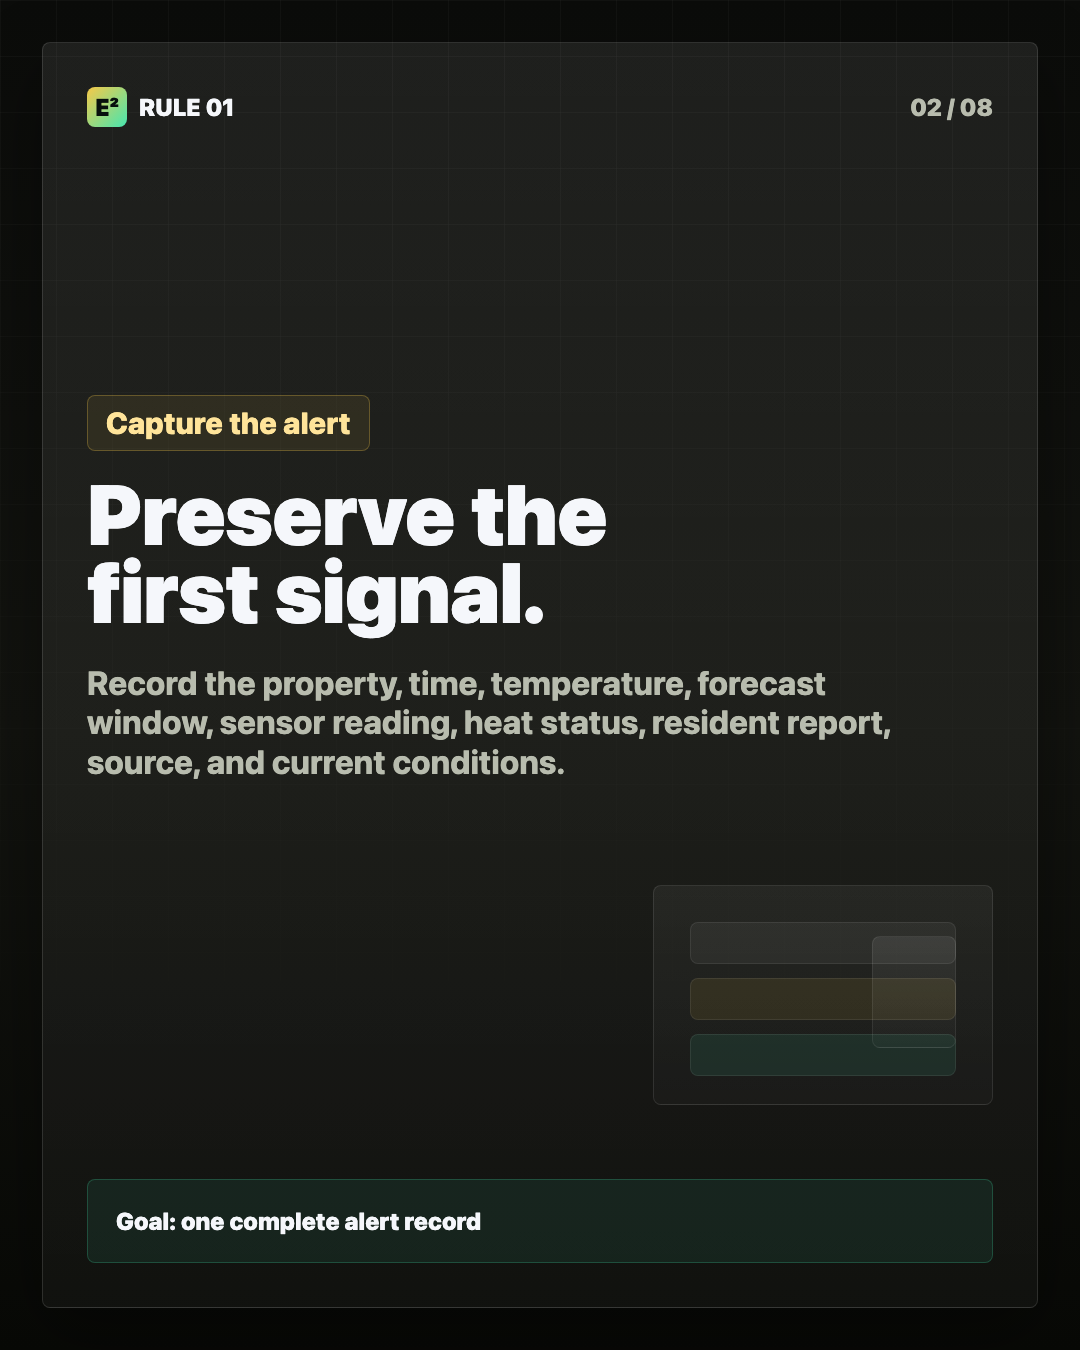 E² RULE 01
02 / 08
Capture the alert
Preserve the
first signal.
Record the property, time, temperature, forecast
window, sensor reading, heat status, resident report,
source, and current conditions.
Goal: one complete alert record